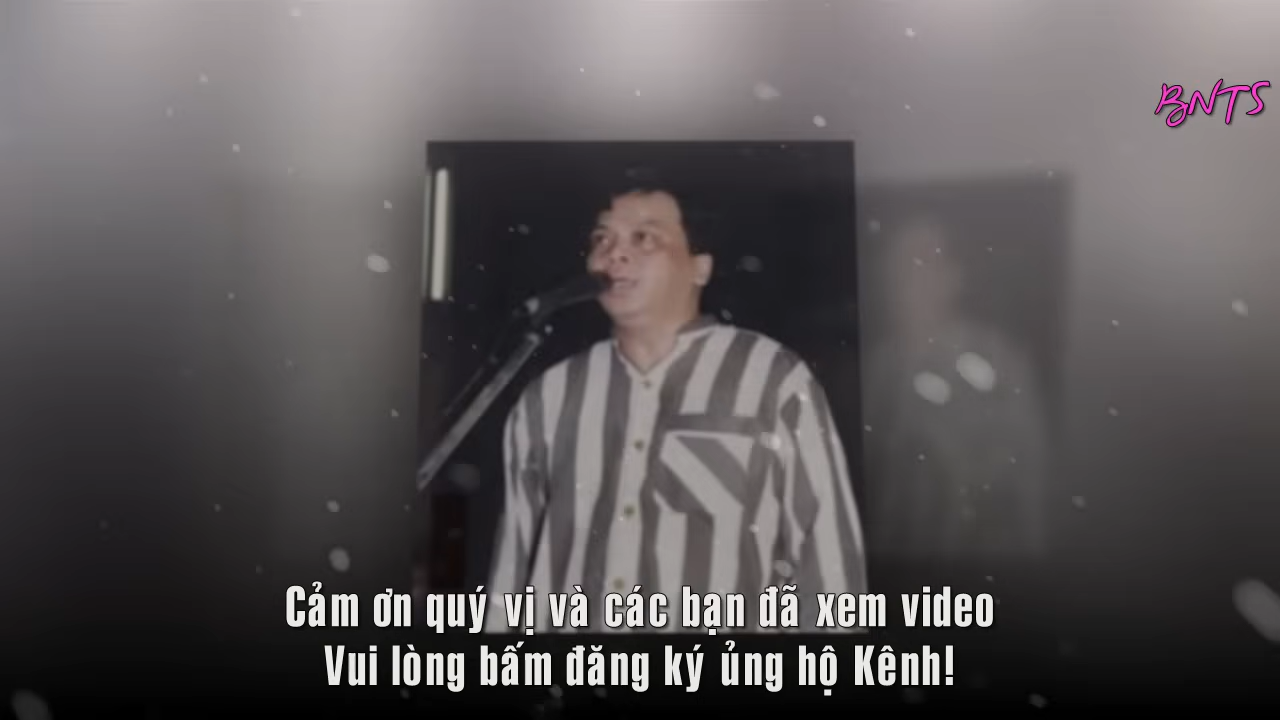 BNTS
Cảm ơn quý vị và các bạn đã xem video
Vui lòng bấm đăng ký ủng hộ Kênh!